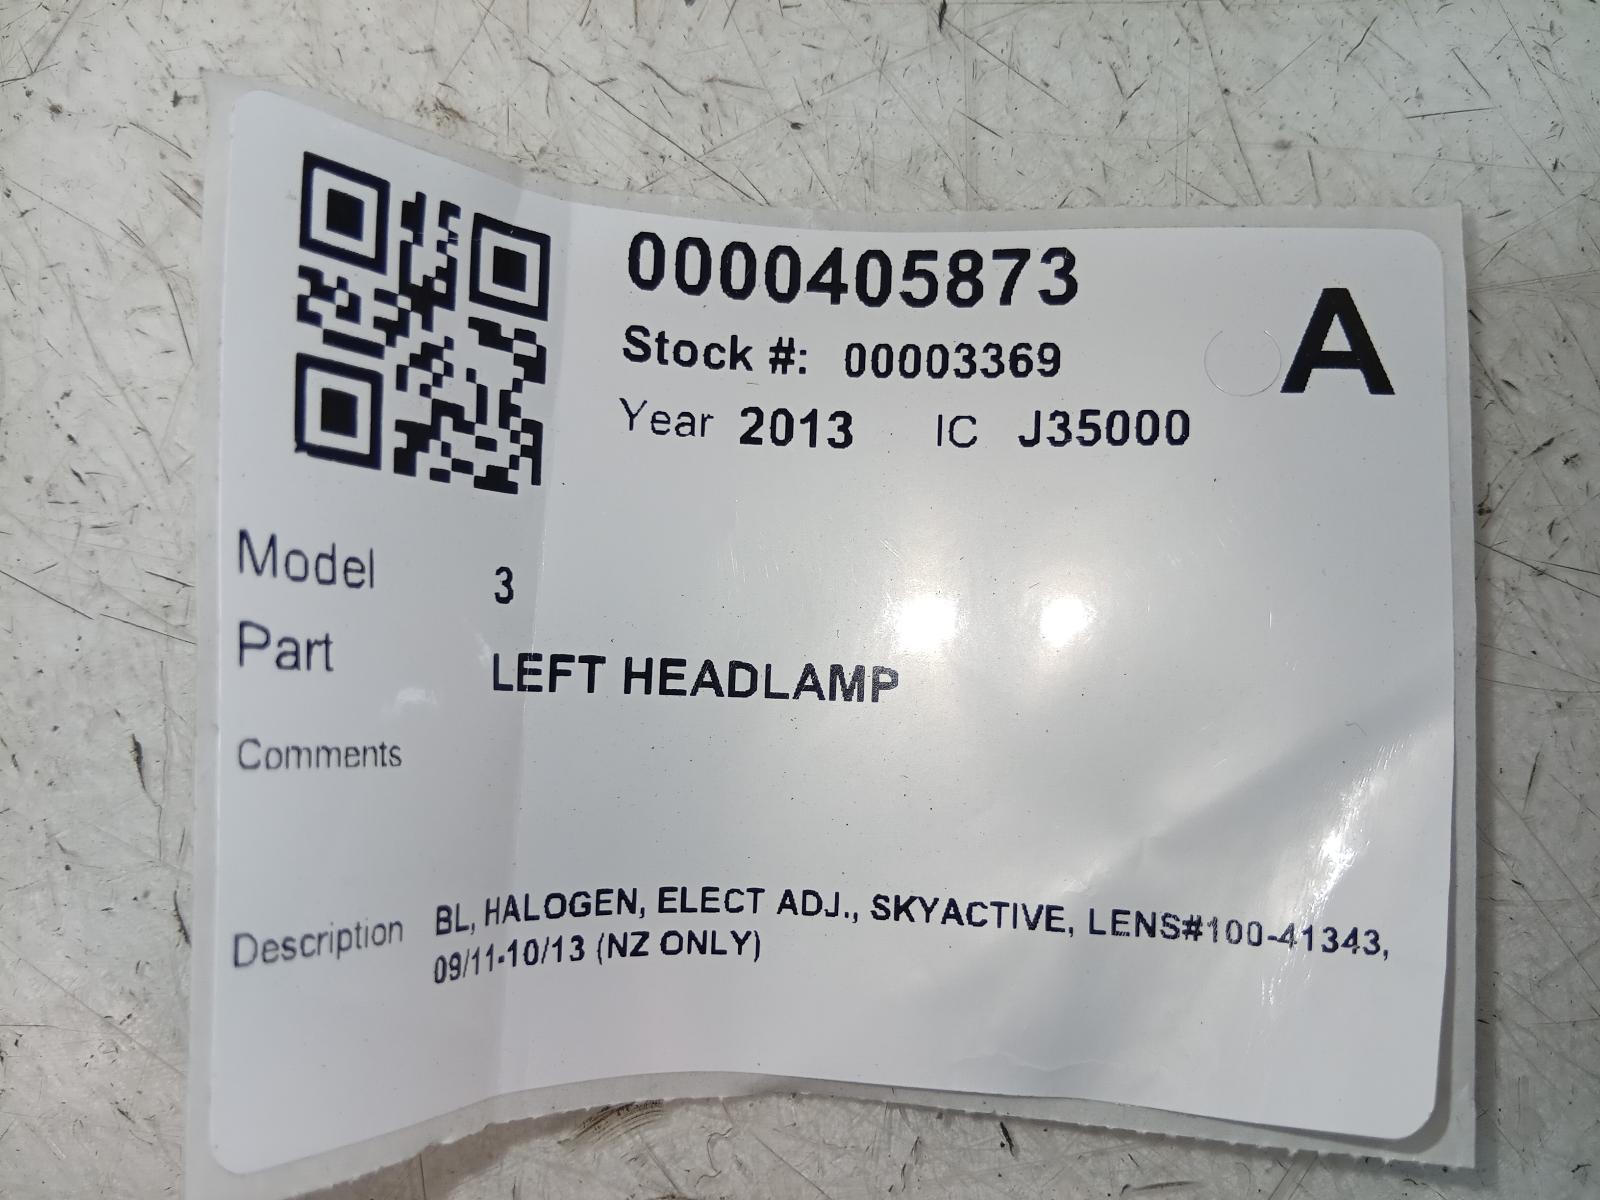 0000405873
A
Stock #: 00003369
Year 2013 IC J35000
Model 3
Part LEFT HEADLAMP
Comments
Description BL, HALOGEN, ELECT ADJ., SKYACTIVE, LENS#100-41343,
09/11-10/13 (NZ ONLY)